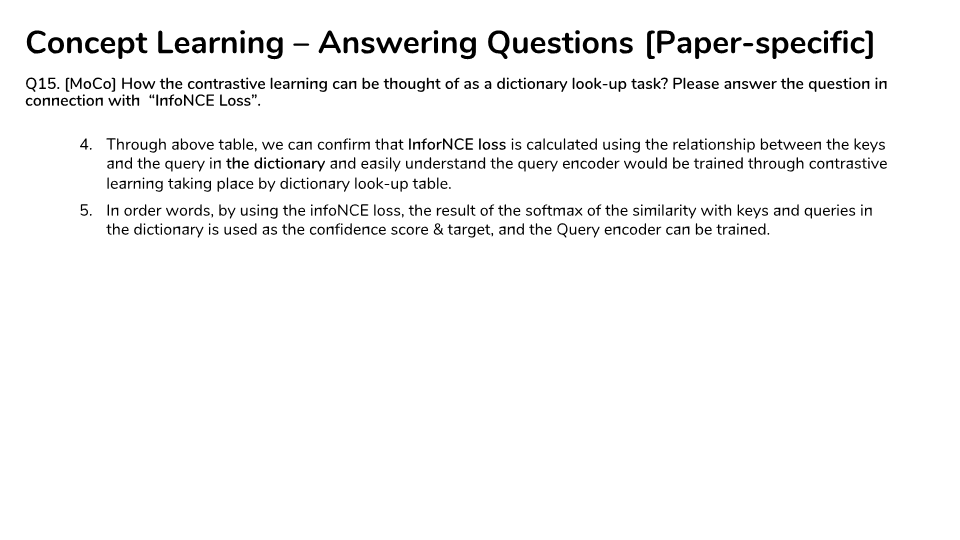 Concept Learning – Answering Questions [Paper-specific]
Q15. [MoCo] How the contrastive learning can be thought of as a dictionary look-up task? Please answer the question in
connection with “InfoNCE Loss”.
4. Through above table, we can confirm that InforNCE loss is calculated using the relationship between the keys
and the query in the dictionary and easily understand the query encoder would be trained through contrastive
learning taking place by dictionary look-up table.
5. In order words, by using the infoNCE loss, the result of the softmax of the similarity with keys and queries in
the dictionary is used as the confidence score & target, and the Query encoder can be trained.